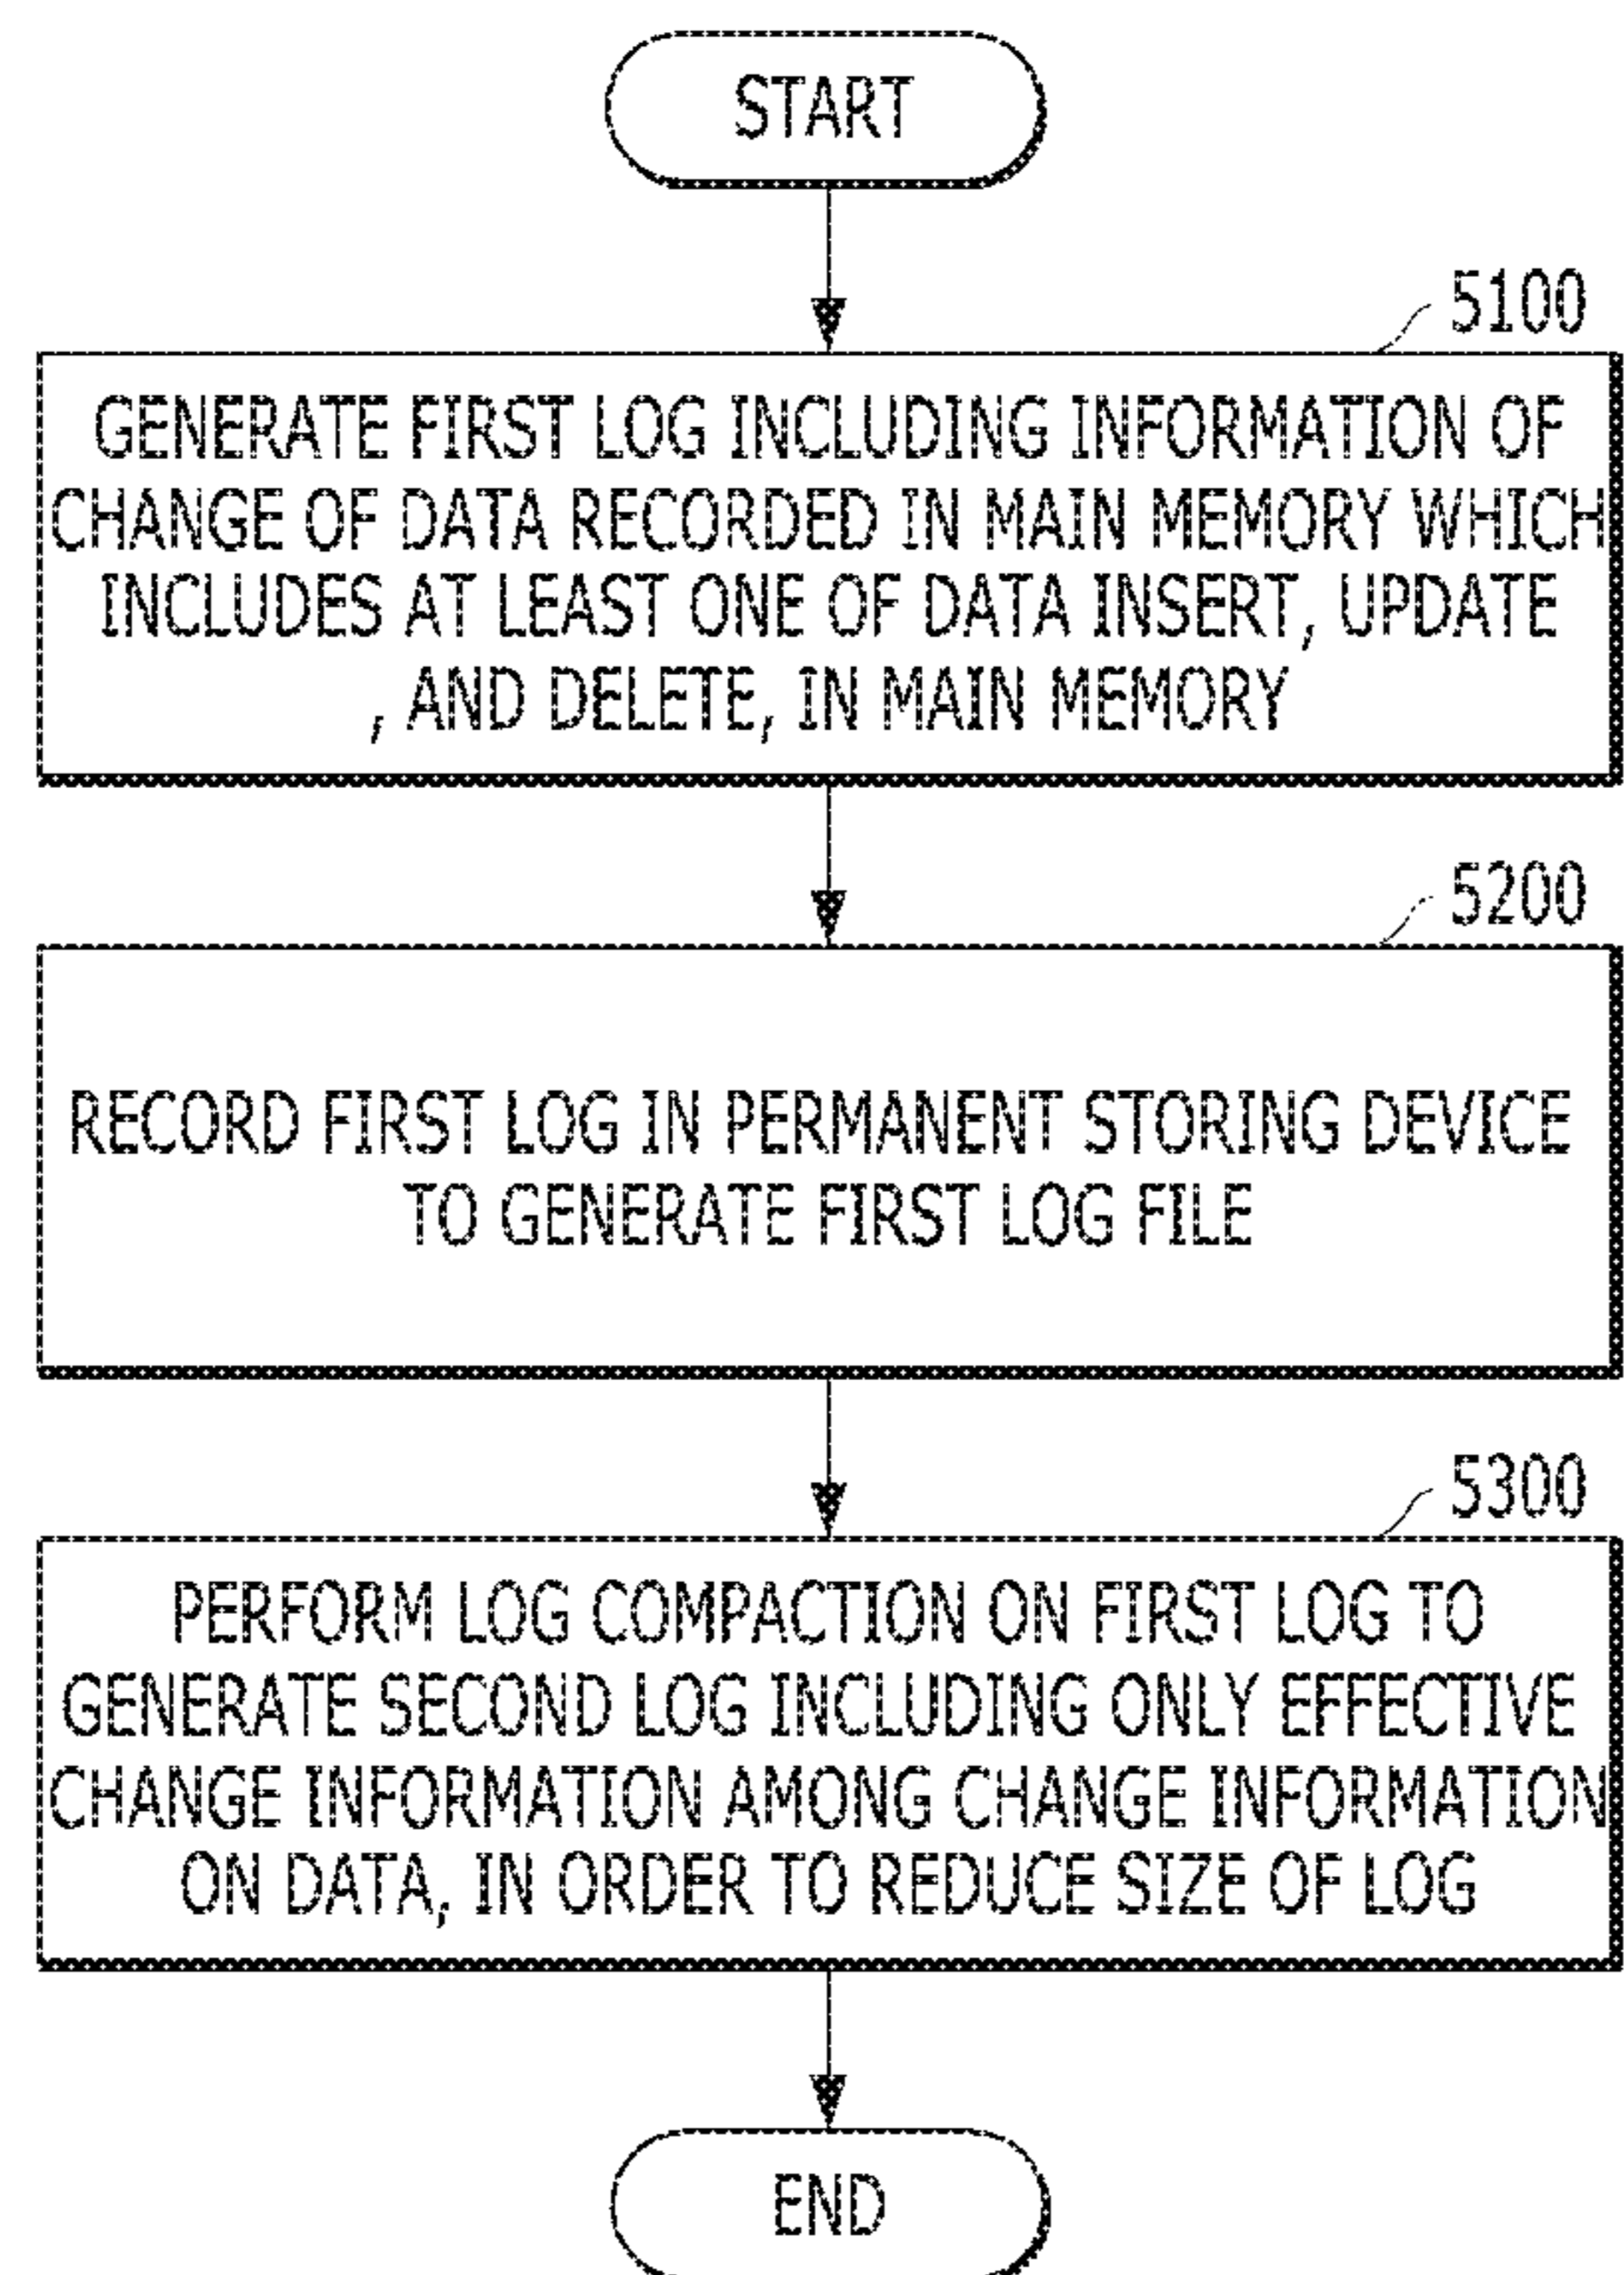 START
5100
GENERATE FIRST LOG INCLUDING INFORMATION OF
CHANGE OF DATA RECORDED IN MAIN MEMORY WHICH
INCLUDES AT LEAST ONE OF DATA INSERT, UPDATE
, AND DELETE, IN MAIN MEMORY
5200
RECORD FIRST LOG IN PERMANENT STORING DEVICE
TO GENERATE FIRST LOG FILE
5300
PERFORM LOG COMPACTION ON FIRST LOG TO
GENERATE SECOND LOG INCLUDING ONLY EFFECTIVE
CHANGE INFORMATION AMONG CHANGE INFORMATION
ON DATA, IN ORDER TO REDUCE SIZE OF LOG
END